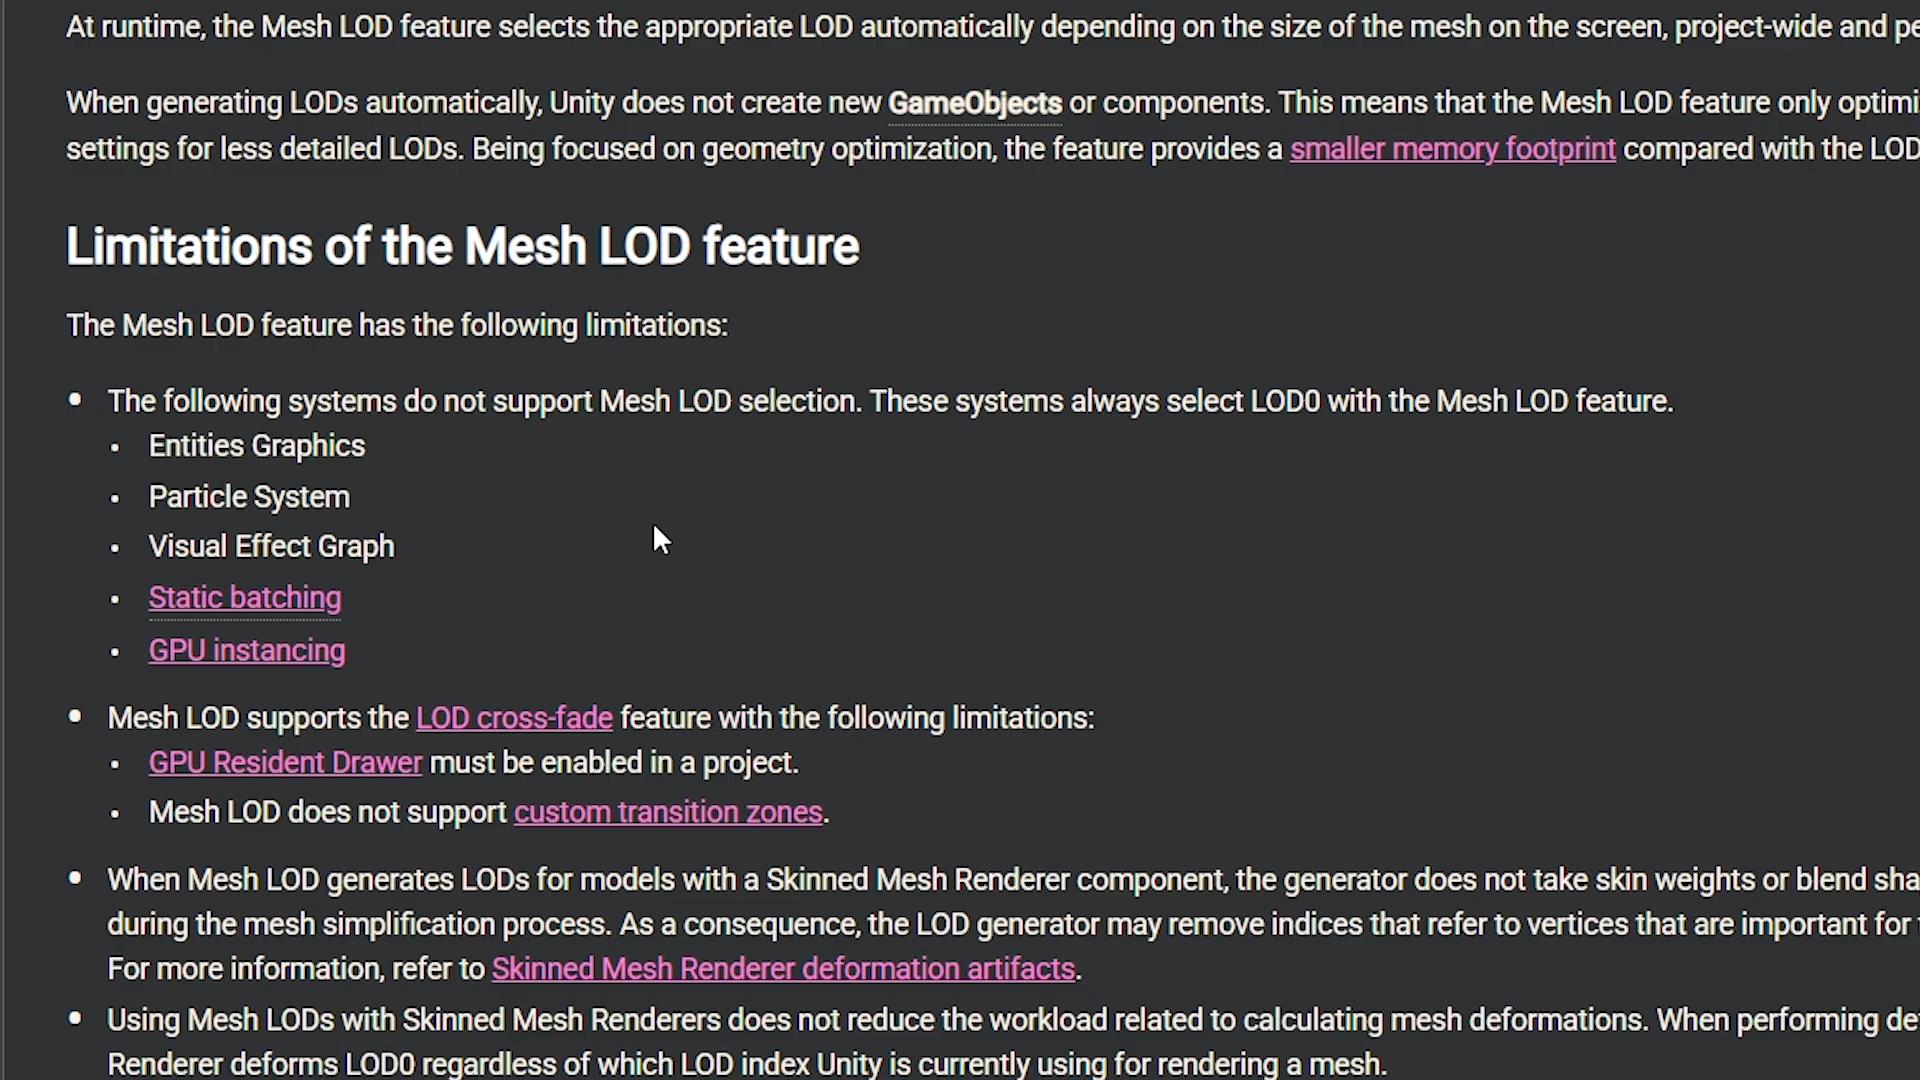 At runtime, the Mesh LOD feature selects the appropriate LOD automatically depending on the size of the mesh on the screen, project-wide and
When generating LODs automatically, Unity does not create new GameObjects or components. This means that the Mesh LOD feature only
settings for less detailed LODs. Being focused on geometry optimization, the feature provides a smaller memory footprint compared with the LOD
Limitations of the Mesh LOD feature
The Mesh LOD feature has the following limitations:
• The following systems do not support Mesh LOD selection. These systems always select LOD0 with the Mesh LOD feature.
• Entities Graphics
• Particle System
• Visual Effect Graph
• Static batching
• GPU instancing
• Mesh LOD supports the LOD cross-fade feature with the following limitations:
• GPU Resident Drawer must be enabled in a project.
• Mesh LOD does not support custom transition zones.
• When Mesh LOD generates LODs for models with a Skinned Mesh Renderer component, the generator does not take skin weights or blend
during the mesh simplification process. As a consequence, the LOD generator may remove indices that refer to vertices that are important for
For more information, refer to Skinned Mesh Renderer deformation artifacts.
• Using Mesh LODs with Skinned Mesh Renderers does not reduce the workload related to calculating mesh deformations. When performing
Renderer deforms LOD0 regardless of which LOD index Unity is currently using for rendering a mesh.